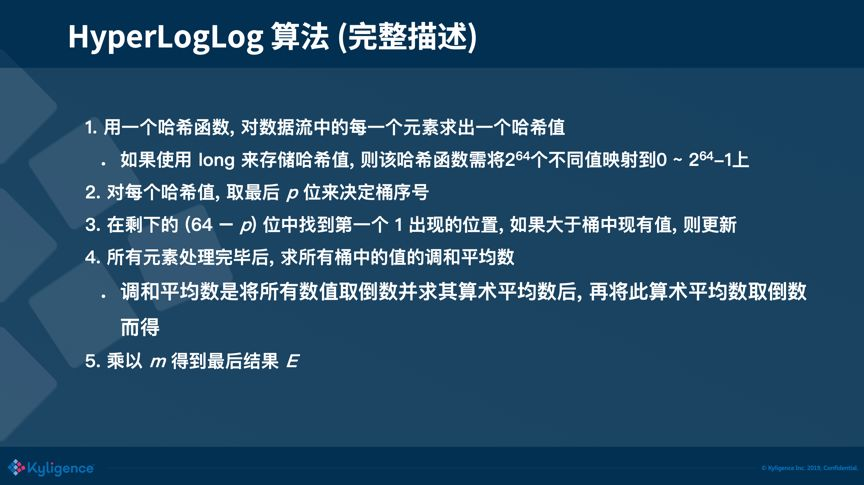 HyperLogLog 算法 (完整描述)
1. 用一个哈希函数, 对数据流中的每一个元素求出一个哈希值
. 如果使用 long 来存储哈希值, 则该哈希函数需将2⁶⁴个不同值映射到0 ~ 2⁶⁴–1上
2. 对每个哈希值, 取最后 p 位来决定桶序号
3. 在剩下的 (64 － p) 位中找到第一个 1 出现的位置, 如果大于桶中现有值, 则更新
4. 所有元素处理完毕后, 求所有桶中的值的调和平均数
. 调和平均数是将所有数值取倒数并求其算术平均数后, 再将此算术平均数取倒数
而得
5. 乘以 m 得到最后结果 E
Kyligence
© Kyligence Inc. 2019, Confidential.